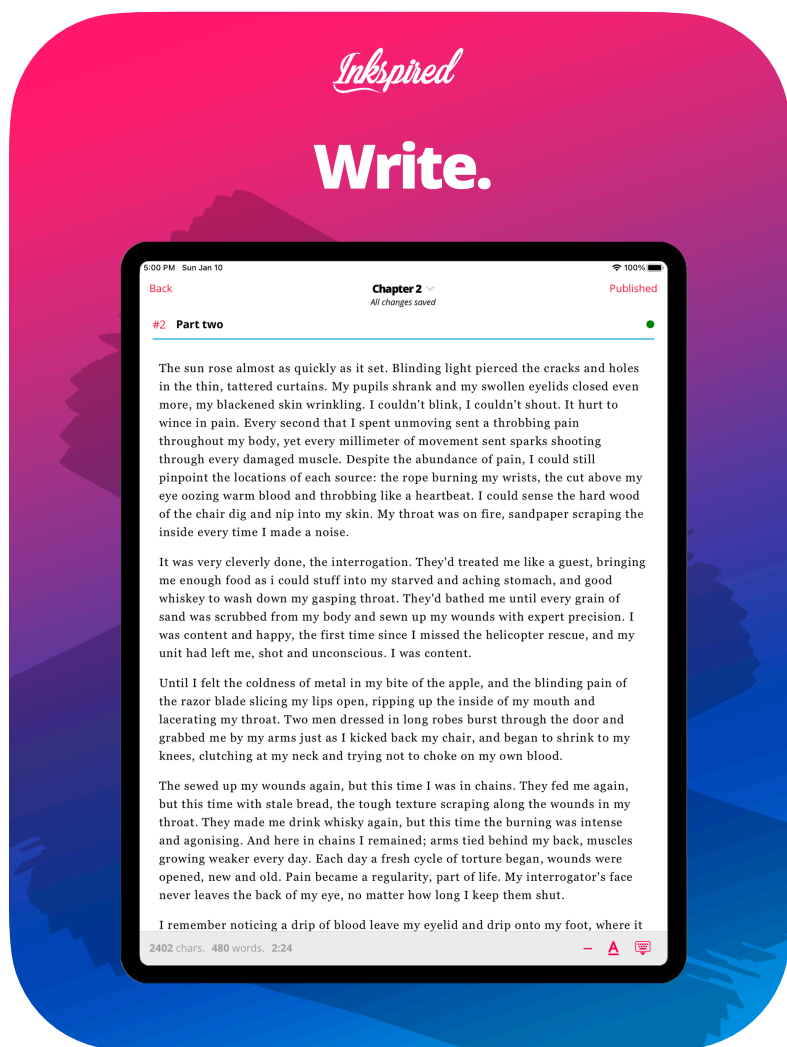 Inkspired
Write.
5:00 PM Sun Jan 10
100%
Back
Chapter 2
Published
All changes saved
#2 Part two
The sun rose almost as quickly as it set. Blinding light pierced the cracks and holes
in the thin, tattered curtains. My pupils shrank and my swollen eyelids closed even
more, my blackened skin wrinkling. I couldn't blink, I couldn't shout. It hurt to
wince in pain. Every second that I spent unmoving sent a throbbing pain
throughout my body, yet every millimeter of movement sent sparks shooting
through every damaged muscle. Despite the abundance of pain, I could still
pinpoint the locations of each source: the rope burning my wrists, the cut above my
eye oozing warm blood and throbbing like a heartbeat. I could sense the hard wood
of the chair dig and nip into my skin. My throat was on fire, sandpaper scraping the
inside every time I made a noise.
It was very cleverly done, the interrogation. They'd treated me like a guest, bringing
me enough food as i could stuff into my starved and aching stomach, and good
whiskey to wash down my gasping throat. They'd bathed me until every grain of
sand was scrubbed from my body and sewn up my wounds with expert precision. I
was content and happy, the first time since I missed the helicopter rescue, and my
unit had left me, shot and unconscious. I was content.
Until I felt the coldness of metal in my bite of the apple, and the blinding pain of
the razor blade slicing my lips open, ripping up the inside of my mouth and
lacerating my throat. Two men dressed in long robes burst through the door and
grabbed me by my arms just as I kicked back my chair, and began to shrink to my
knees, clutching at my neck and trying not to choke on my own blood.
The sewed up my wounds again, but this time I was in chains. They fed me again,
but this time with stale bread, the tough texture scraping along the wounds in my
throat. They made me drink whisky again, but this time the burning was intense
and agonising. And here in chains I remained; arms tied behind my back, muscles
growing weaker every day. Each day a fresh cycle of torture began, wounds were
opened, new and old. Pain became a regularity, part of life. My interrogator's face
never leaves the back of my eye, no matter how long I keep them shut.
I remember noticing a drip of blood leave my eyelid and drip onto my foot, where it
2402 chars. 480 words. 2:24
A